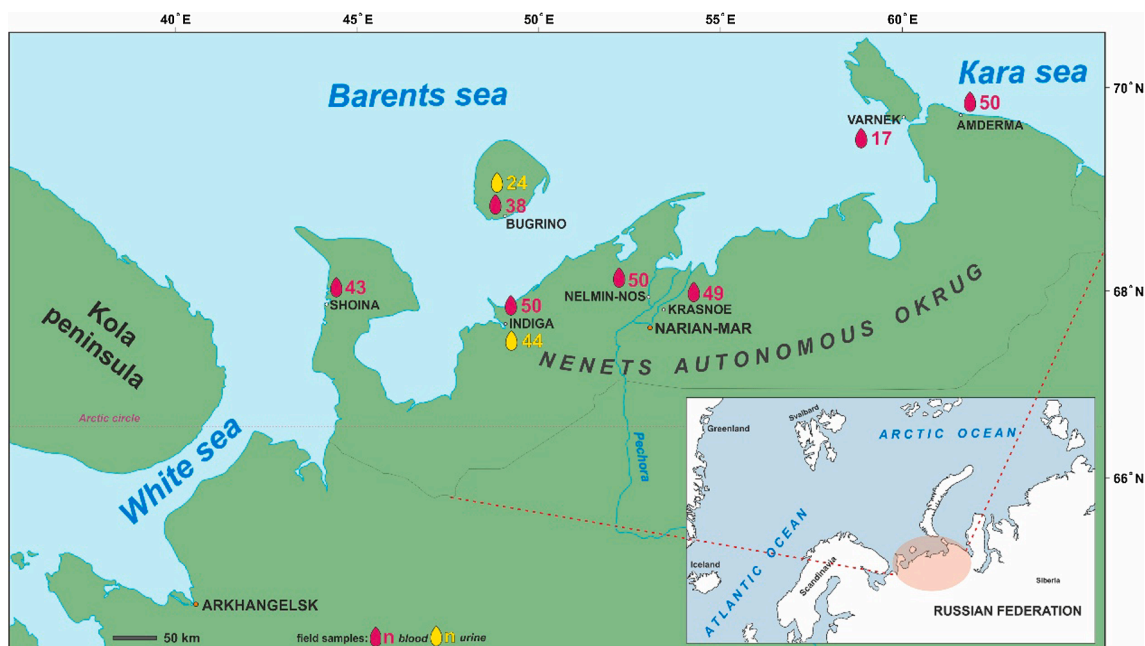 40°E 45°E 50°E 55°E 60°E
Barents sea
Kara sea
70°N
50
AMDERMA
VARNEK
17
24
38
BUGRINO
43
SHOINA
50
NELMIN-NOS
49
KRASNOE
NARIAN-MAR
68°N
50
INDIGA
44
NENETS AUTONOMOUS OKRUG
Kola
peninsula
Arctic circle
White sea
Pechora
66°N
ARKHANGELSK
50 km
field samples: n blood n urine
Greenland
Svalbard
ARCTIC OCEAN
ATLANTIC OCEAN
Iceland
Scandinavia
Siberia
RUSSIAN FEDERATION